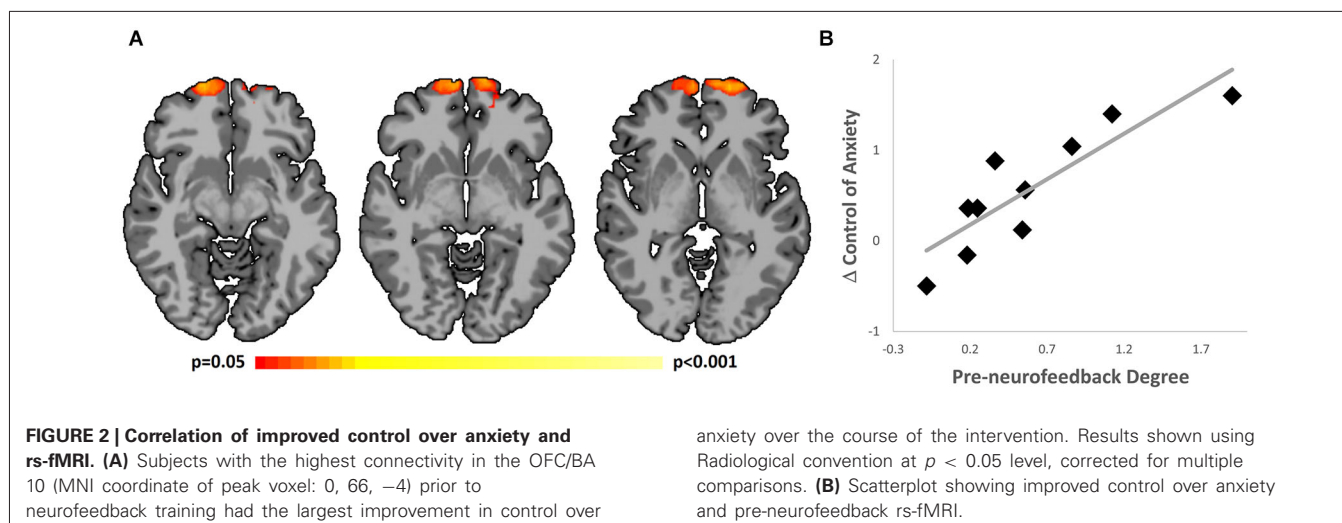 A
B
p=0.05
p<0.001
2
1
0
-1
Δ Control of Anxiety
-0.3
0.2
0.7
1.2
1.7
Pre-neurofeedback Degree
FIGURE 2 | Correlation of improved control over anxiety and
rs-fMRI. (A) Subjects with the highest connectivity in the OFC/BA
10 (MNI coordinate of peak voxel: 0, 66, −4) prior to
neurofeedback training had the largest improvement in control over
anxiety over the course of the intervention. Results shown using
Radiological convention at p < 0.05 level, corrected for multiple
comparisons. (B) Scatterplot showing improved control over anxiety
and pre-neurofeedback rs-fMRI.